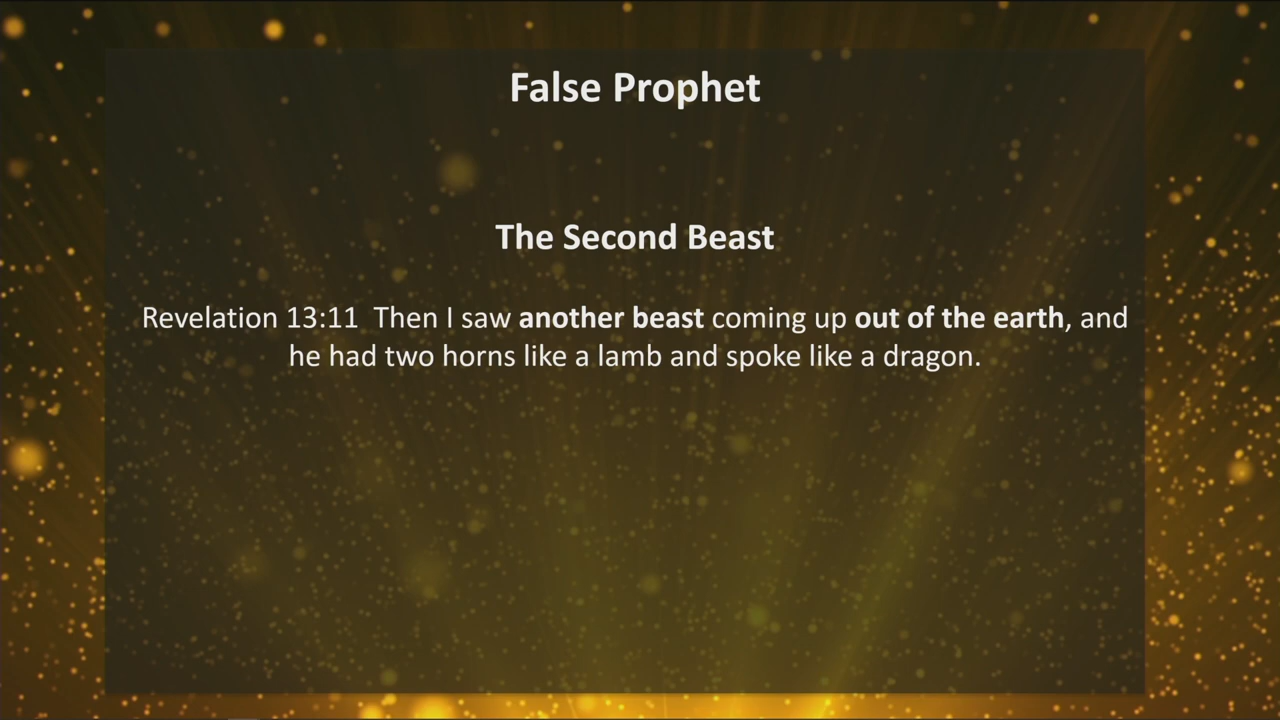 False Prophet
The Second Beast
Revelation 13:11  Then I saw another beast coming up out of the earth, and
he had two horns like a lamb and spoke like a dragon.